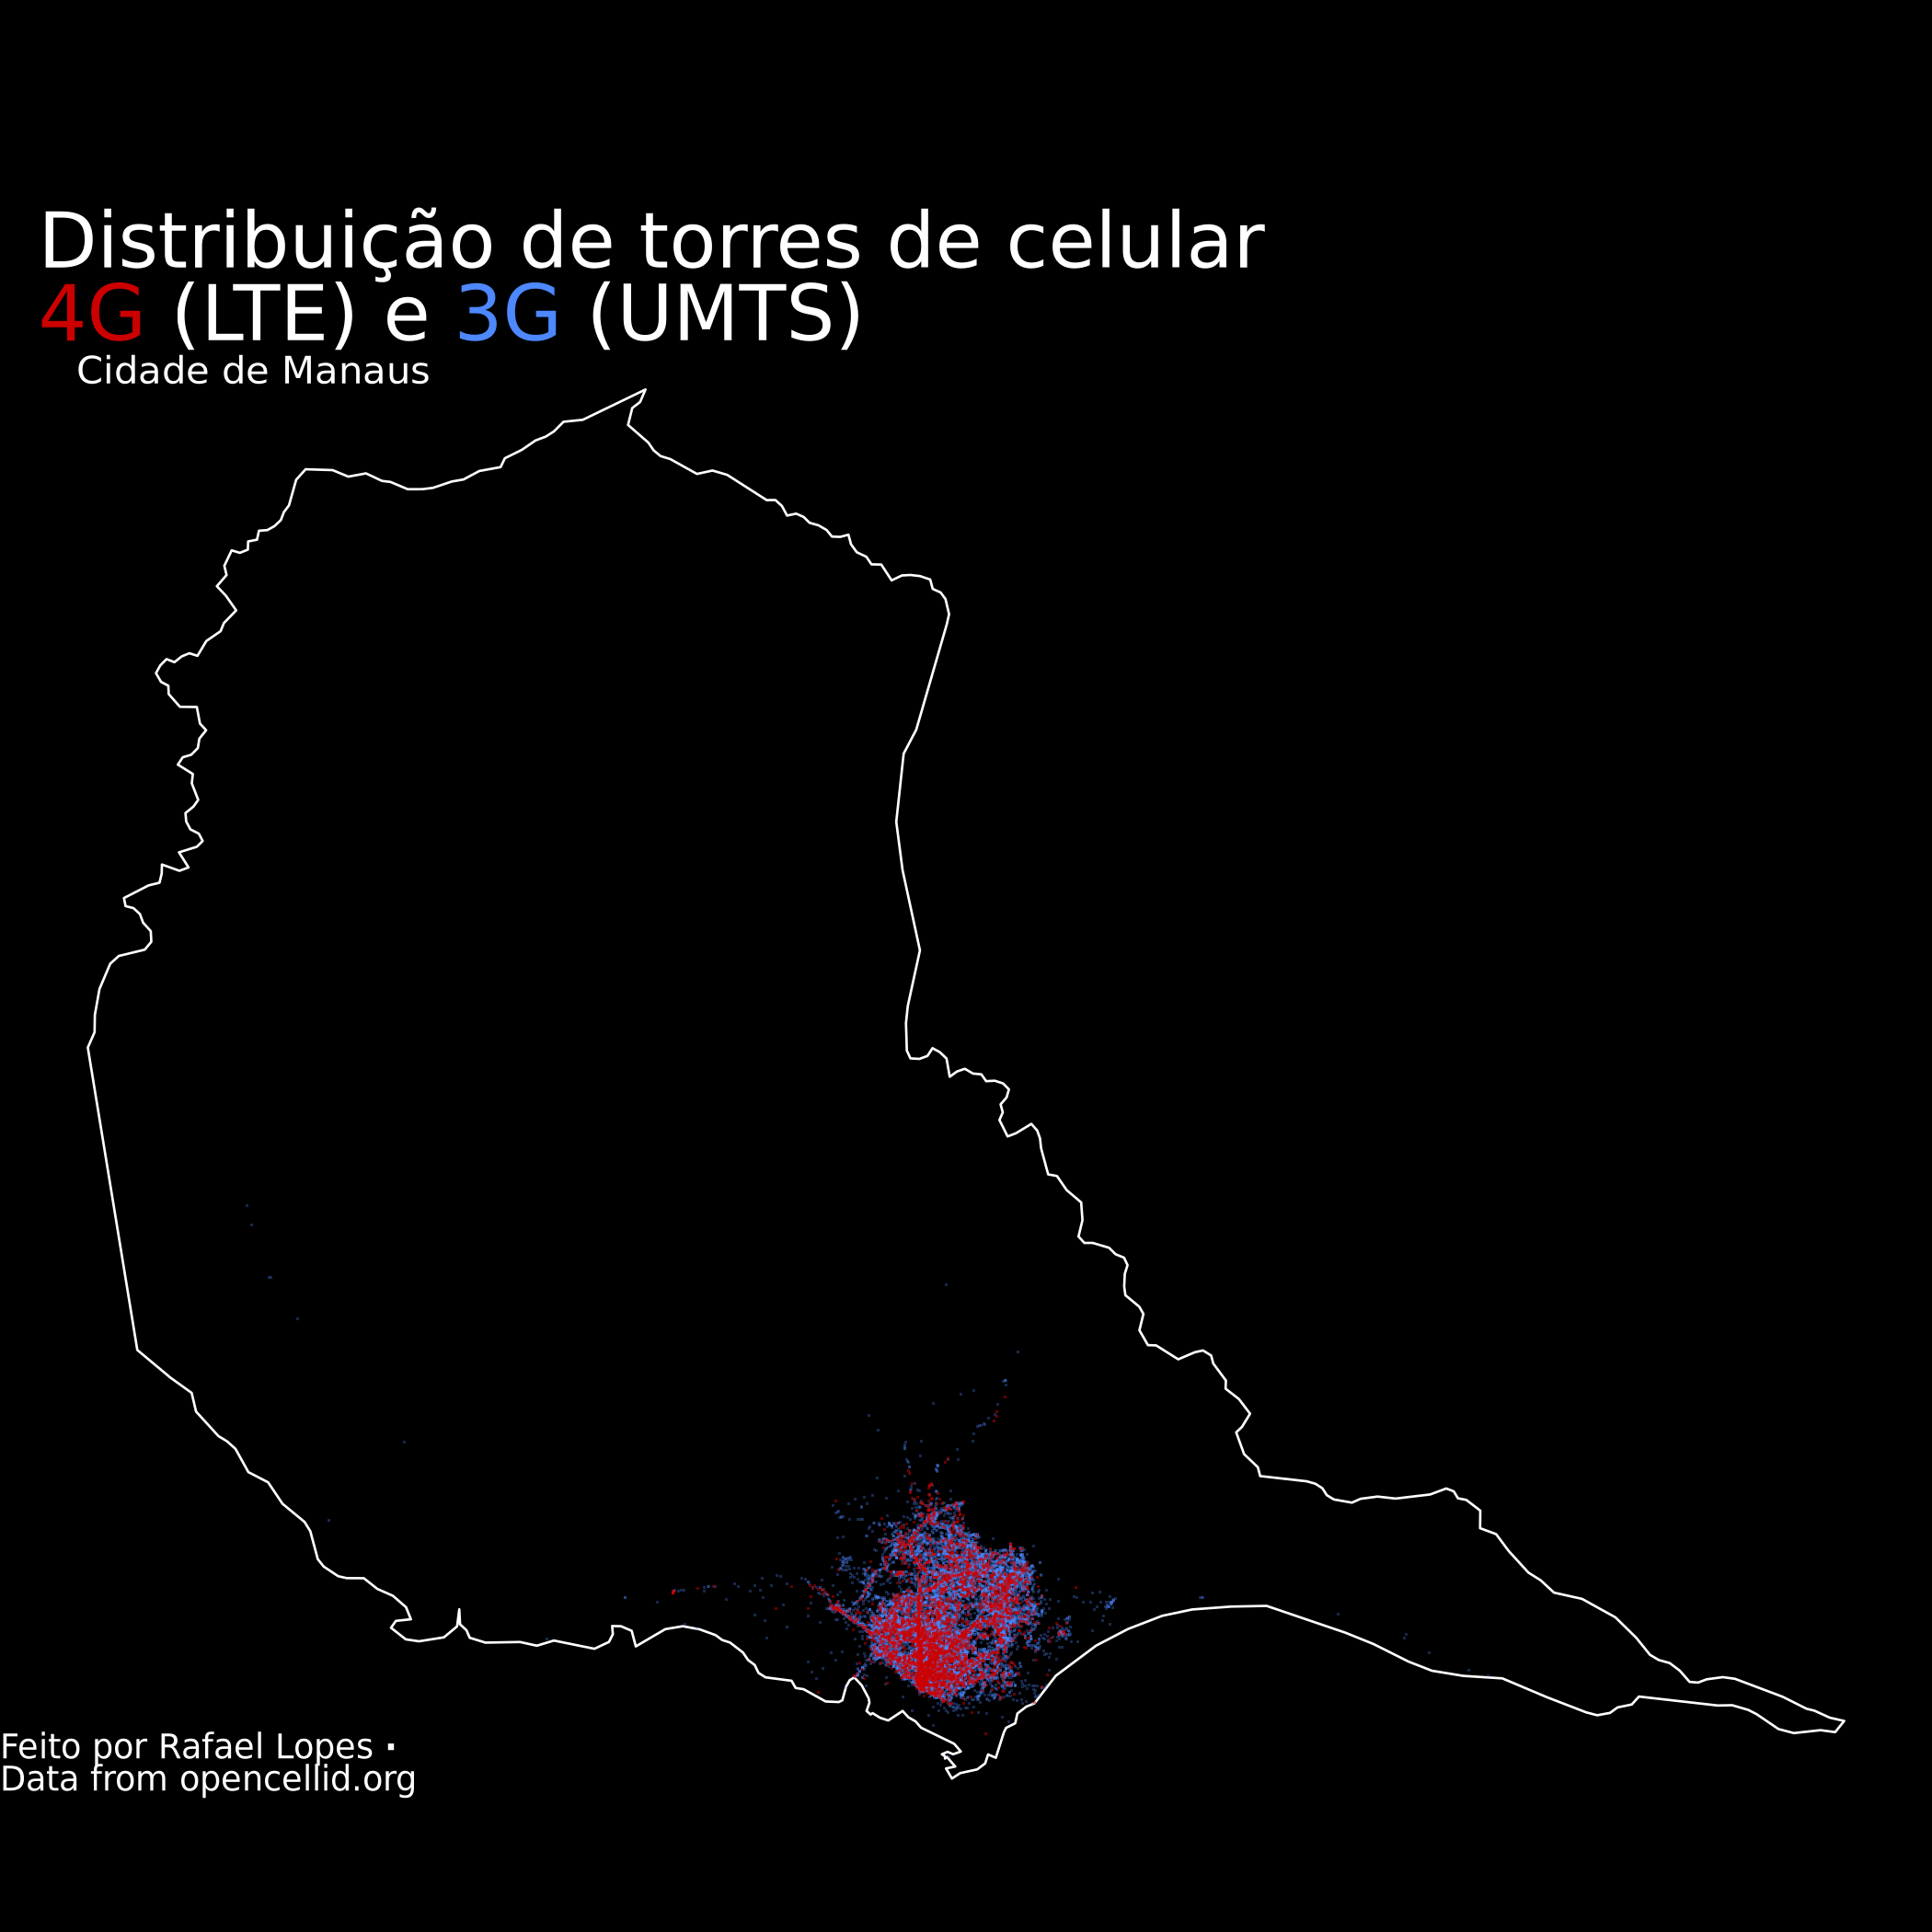 Distribuição de torres de celular
4G (LTE) e 3G (UMTS)
Cidade de Manaus
Feito por Rafael Lopes ·
Data from opencellid.org